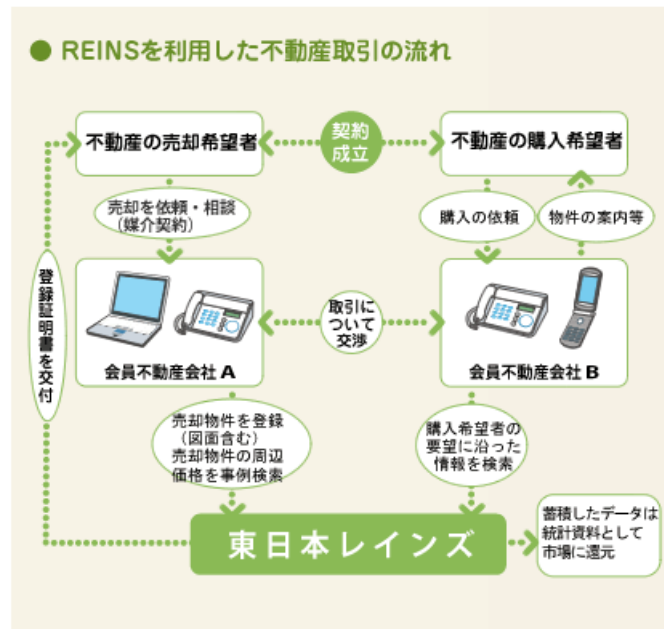 ● REINSを利用した不動産取引の流れ
不動産の売却希望者
契約
成立
不動産の購入希望者
売却を依頼・相談
(媒介契約)
購入の依頼
物件の案内等
登録証明書を交付
会員不動産会社 A
取引に
ついて
交渉
会員不動産会社 B
売却物件を登録
(図面含む)
売却物件の周辺
価格を事例検索
購入希望者の
要望に沿った
情報を検索
東日本レインズ
蓄積したデータは
統計資料として
市場に還元